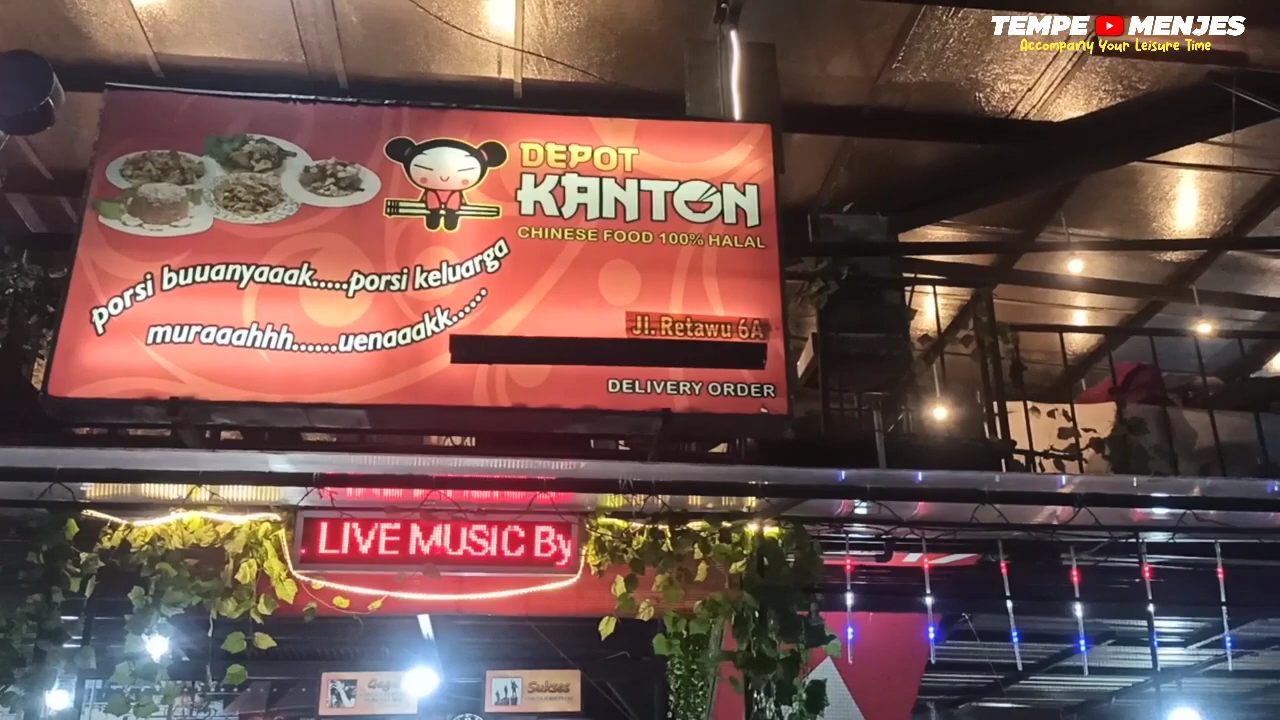 TEMPE MENJES
Accompany Your Leisure Time
DEPOT
KANTON
CHINESE FOOD 100% HALAL
porsi buuanyaaak.....porsi keluarga
muraaahhh......uenaaakk.....
Jl. Retawu 6A
DELIVERY ORDER
. LIVE MUSIC By
Sukses